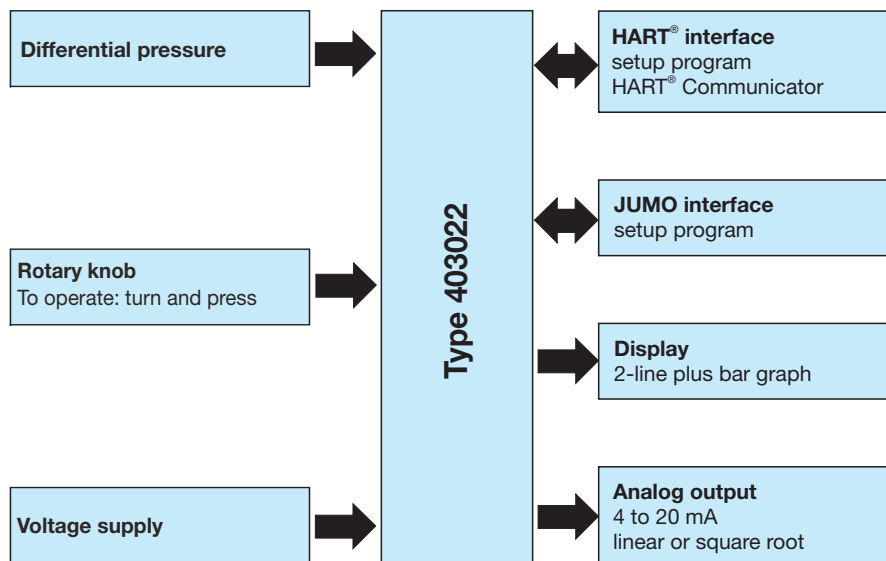 Differential pressure
Rotary knob
To operate: turn and press
Voltage supply
Type 403022
HART® interface
setup program
HART® Communicator
JUMO interface
setup program
Display
2-line plus bar graph
Analog output
4 to 20 mA
linear or square root